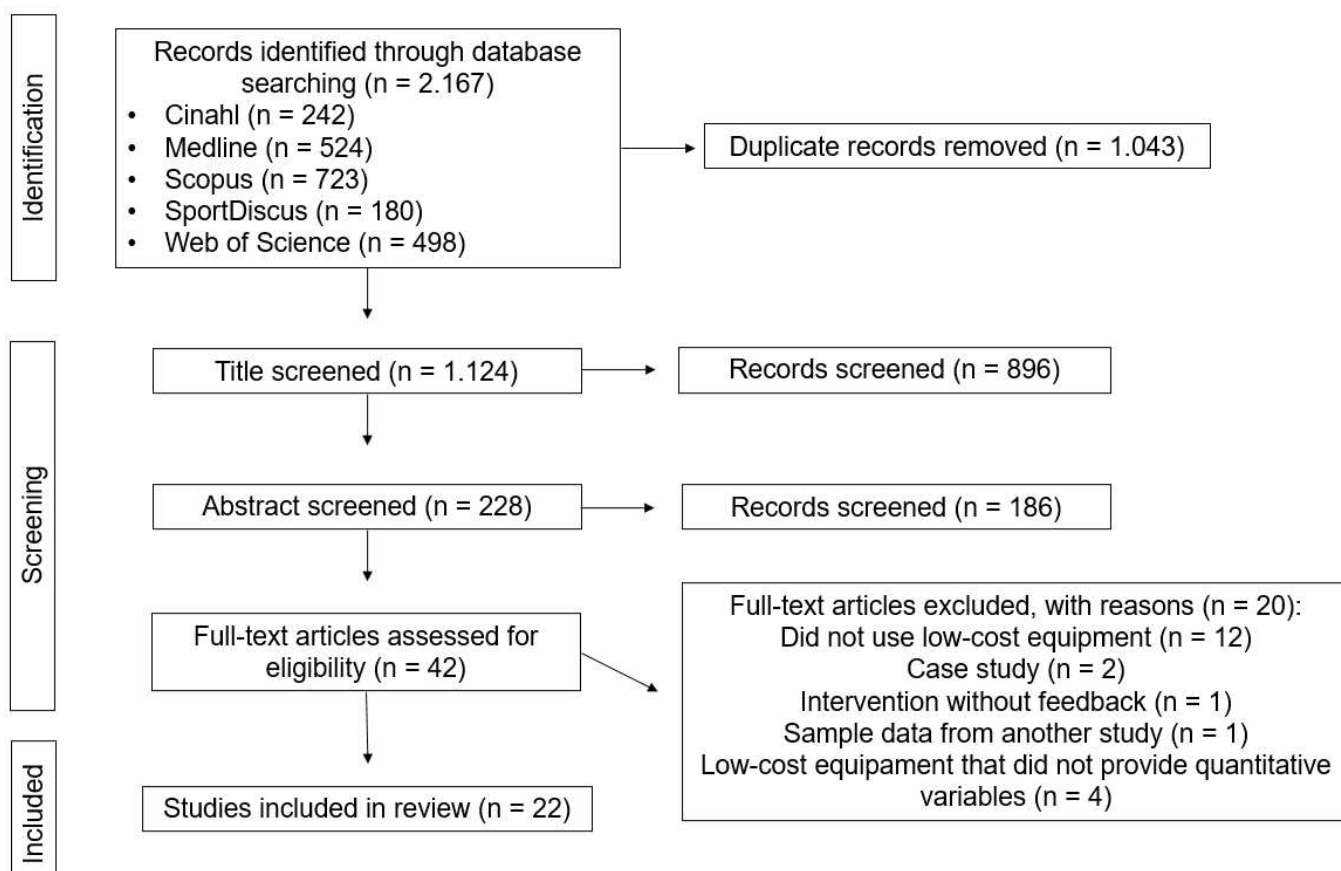 Identification
Records identified through database
searching (n = 2.167)
• Cinahl (n = 242)
• Medline (n = 524)
• Scopus (n = 723)
• SportDiscus (n = 180)
• Web of Science (n = 498)
Duplicate records removed (n = 1.043)
Screening
Title screened (n = 1.124)
Records screened (n = 896)
Abstract screened (n = 228)
Records screened (n = 186)
Full-text articles assessed for
eligibility (n = 42)
Full-text articles excluded, with reasons (n = 20):
Did not use low-cost equipment (n = 12)
Case study (n = 2)
Intervention without feedback (n = 1)
Sample data from another study (n = 1)
Low-cost equipament that did not provide quantitative
variables (n = 4)
Included
Studies included in review (n = 22)